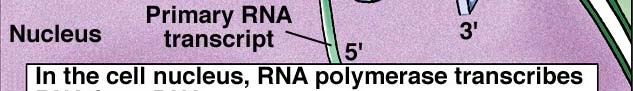 Primary RNA
transcript
Nucleus
3'
5'
In the cell nucleus, RNA polymerase transcribes